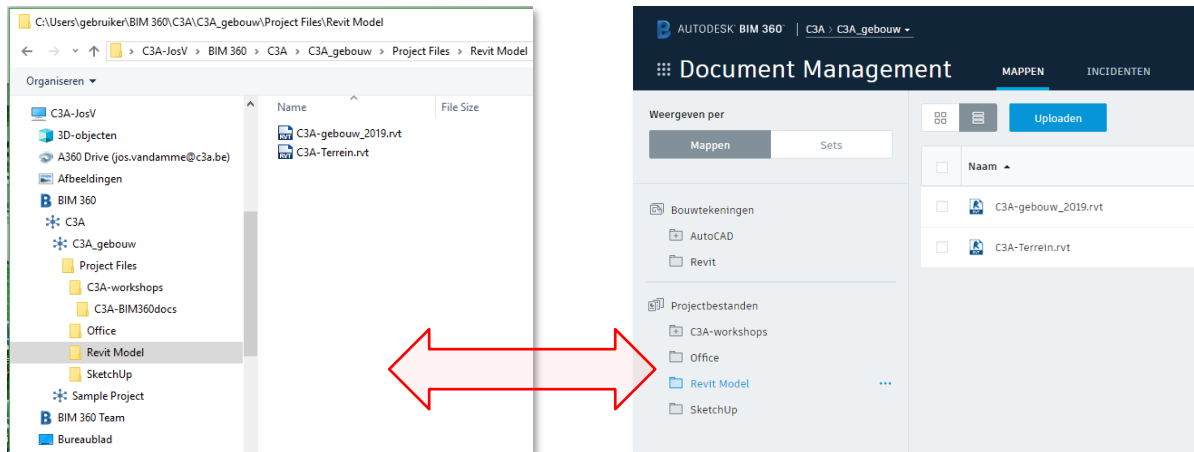 C:\Users\gebruiker\BIM 360\C3A\C3A_gebouw\Project Files\Revit Model
C3A-JosV > BIM 360 > C3A > C3A_gebouw > Project Files > Revit Model
Organiseren
C3A-JosV
3D-objecten
A360 Drive (jos.vandamme@c3a.be)
Afbeeldingen
BIM 360
C3A
C3A_gebouw
Project Files
C3A-workshops
C3A-BIM360docs
Office
Revit Model
SketchUp
Sample Project
BIM 360 Team
Bureaublad
Name
File Size
C3A-gebouw_2019.rvt
C3A-Terrein.rvt
AUTODESK® BIM 360® | C3A > C3A_gebouw
Document Management
MAPPEN
INCIDENTEN
Weergeven per
Mappen
Sets
Bouwtekeningen
AutoCAD
Revit
Projectbestanden
C3A-workshops
Office
Revit Model
SketchUp
Uploaden
Naam
C3A-gebouw_2019.rvt
C3A-Terrein.rvt